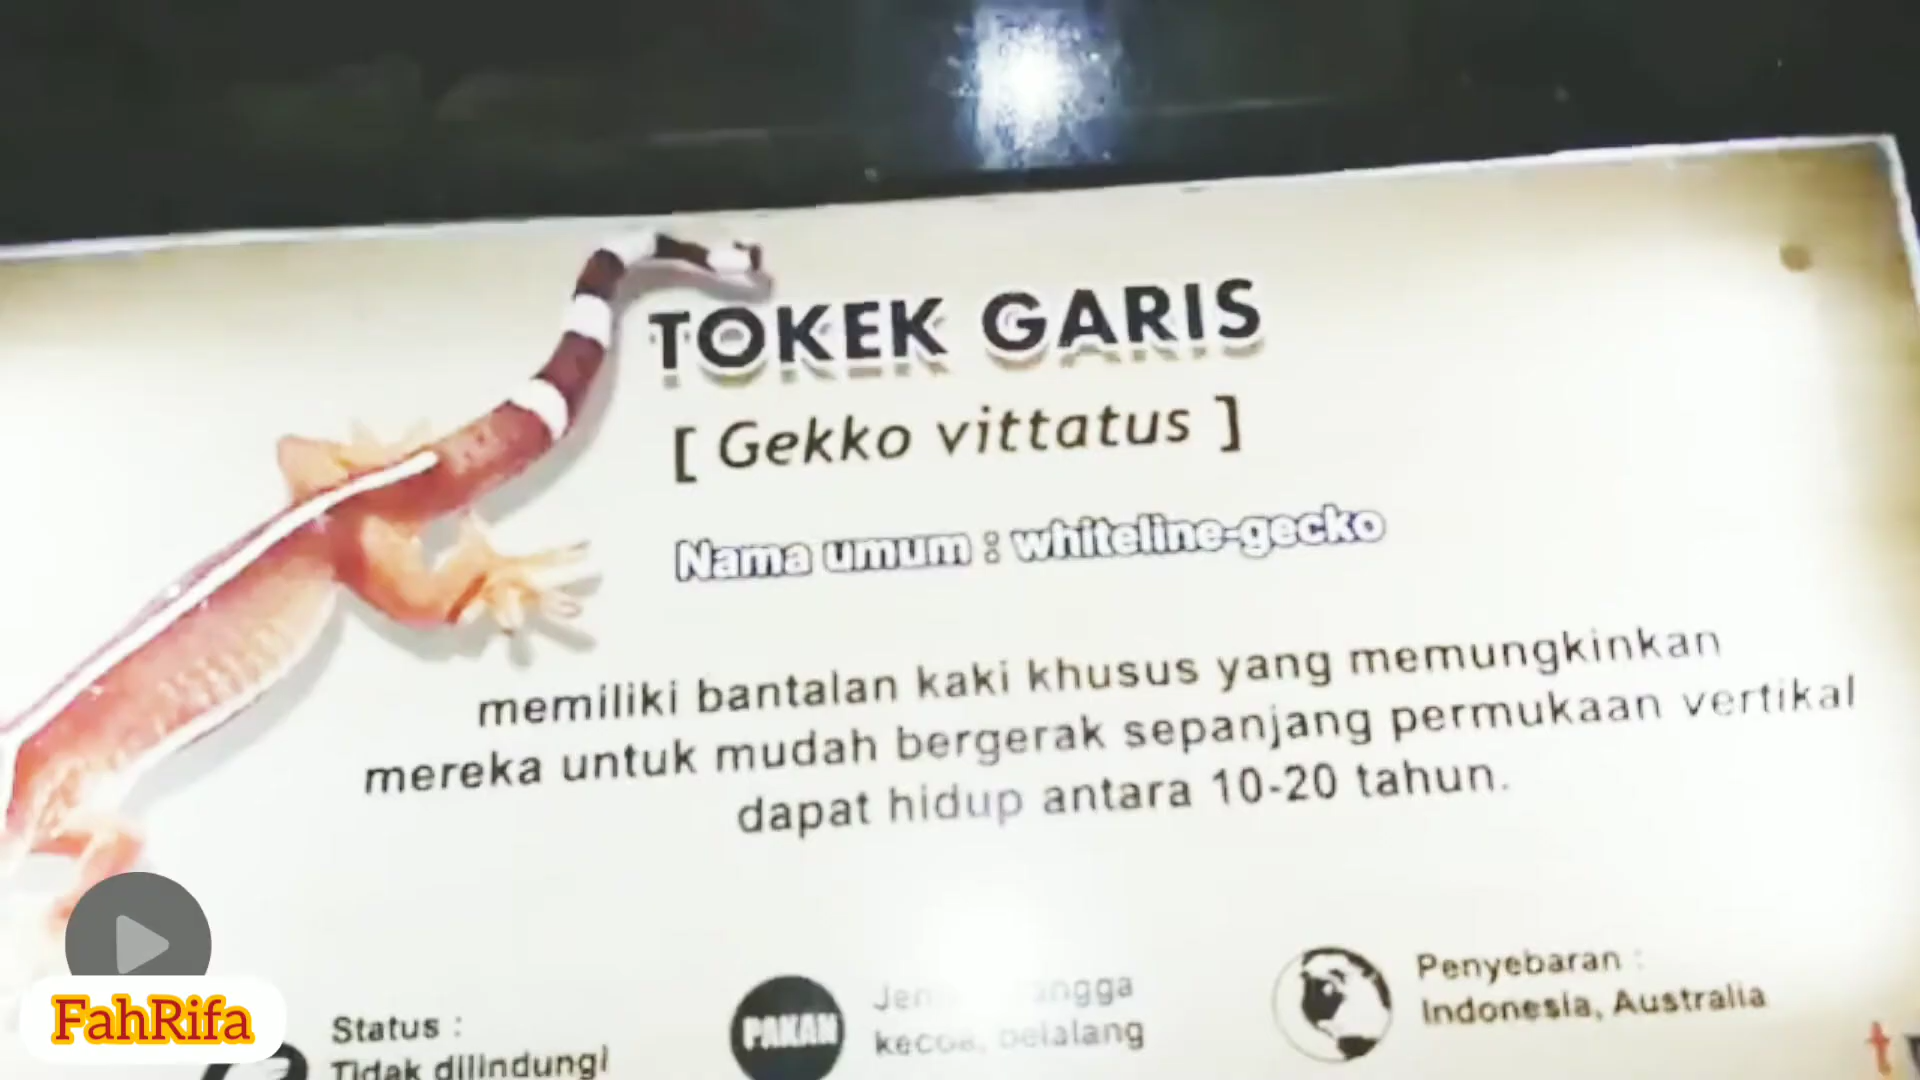 TOKEK GARIS
[ Gekko vittatus ]
Nama umum : whiteline-gecko
memiliki bantalan kaki khusus yang memungkinkan
mereka untuk mudah bergerak sepanjang permukaan vertikal
dapat hidup antara 10-20 tahun.
Status :
Tidak dilindungi
PAKAN
kecoa, belalang
Penyebaran :
Indonesia, Australia
FahRifa